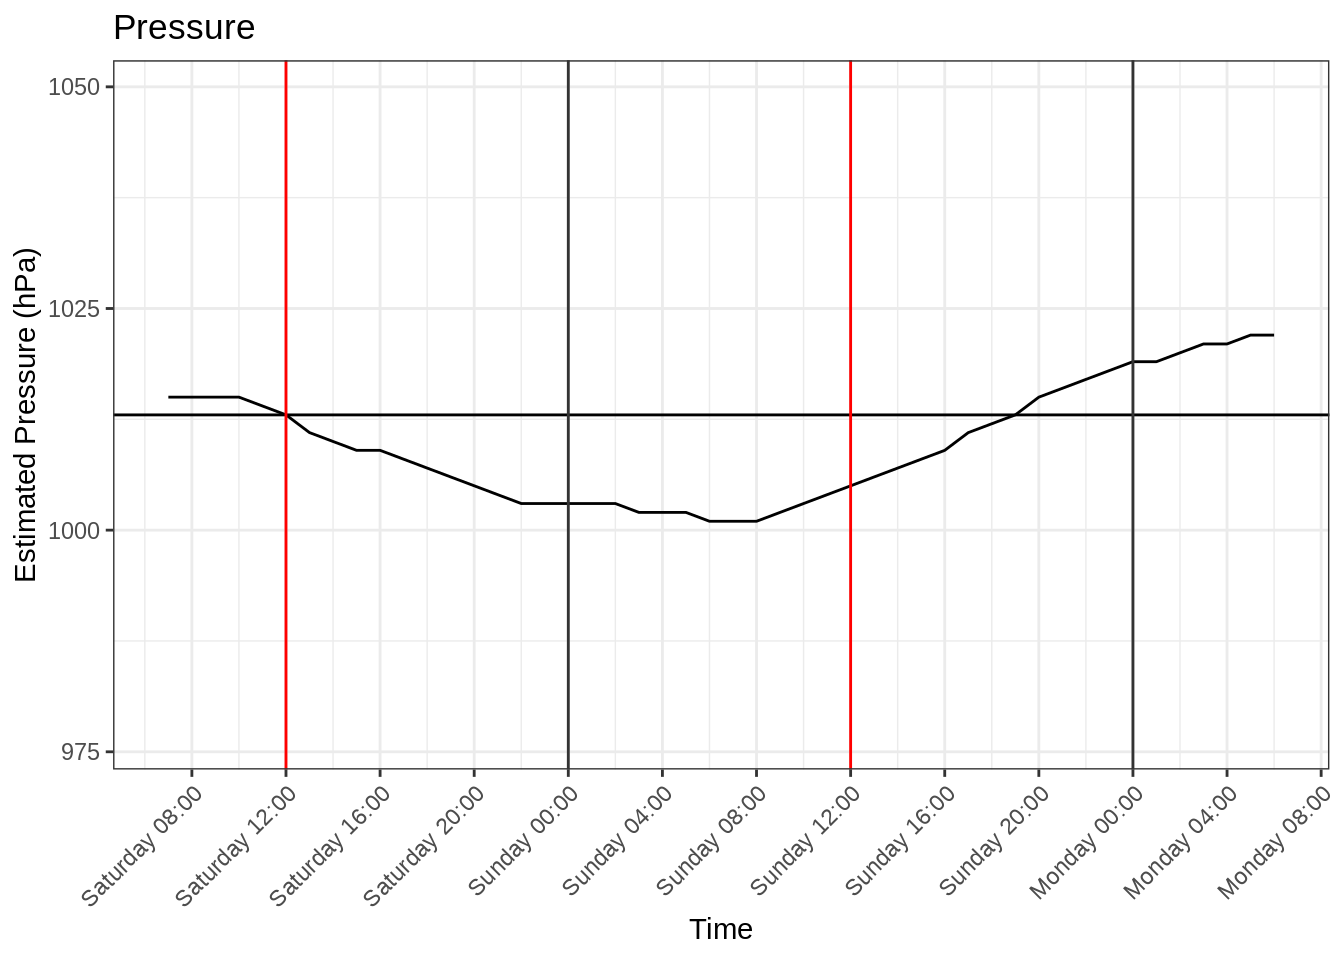 Pressure
Estimated Pressure (hPa)
1050
1025
1000
975
Saturday 08:00
Saturday 12:00
Saturday 16:00
Saturday 20:00
Sunday 00:00
Sunday 04:00
Sunday 08:00
Sunday 12:00
Sunday 16:00
Sunday 20:00
Monday 00:00
Monday 04:00
Monday 08:00
Time